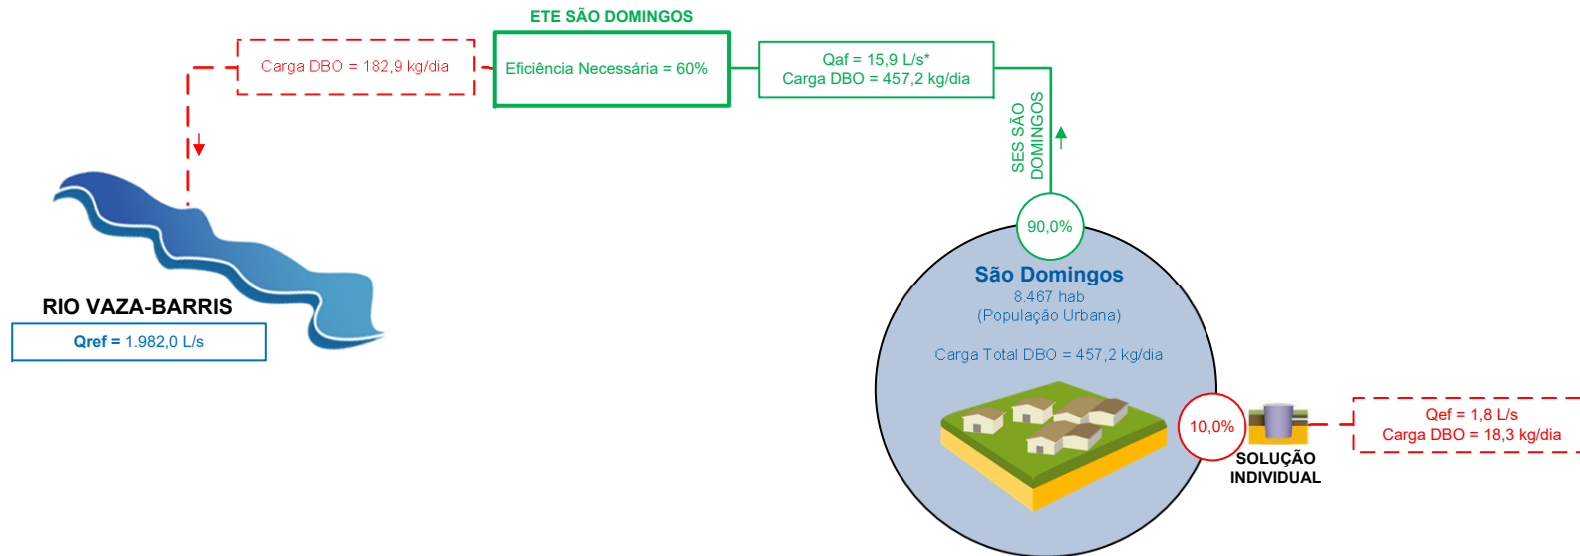 ETE SÃO DOMINGOS
Carga DBO = 182,9 kg/dia
Eficiência Necessária = 60%
Qaf = 15,9 L/s*
Carga DBO = 457,2 kg/dia
SES SÃO
DOMINGOS
90,0%
São Domingos
8.467 hab
(População Urbana)
Carga Total DBO = 457,2 kg/dia
RIO VAZA-BARRIS
Qref = 1.982,0 L/s
10,0%
SOLUÇÃO
INDIVIDUAL
Qef = 1,8 L/s
Carga DBO = 18,3 kg/dia